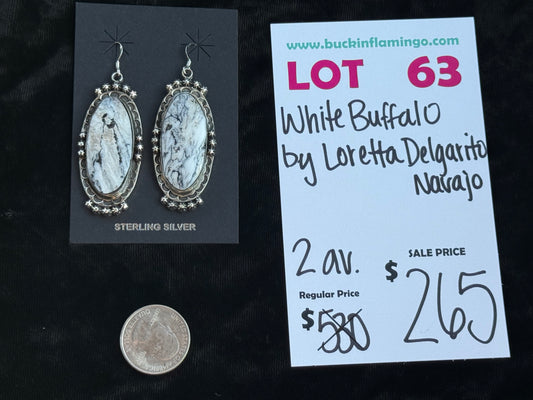 www.buckinflamingo.com
LOT 63
White Buffalo
by Loretta Delgarito
Navajo
2 av.
SALE PRICE
Regular Price
$530
$265
STERLING SILVER